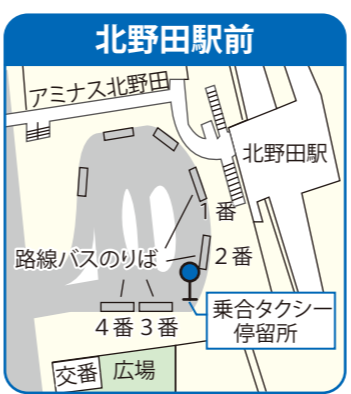 北野田駅前
アミナス北野田
北野田駅
1番
路線バスのりば
2番
4番 3番
乗合タクシー
停留所
交番
広場